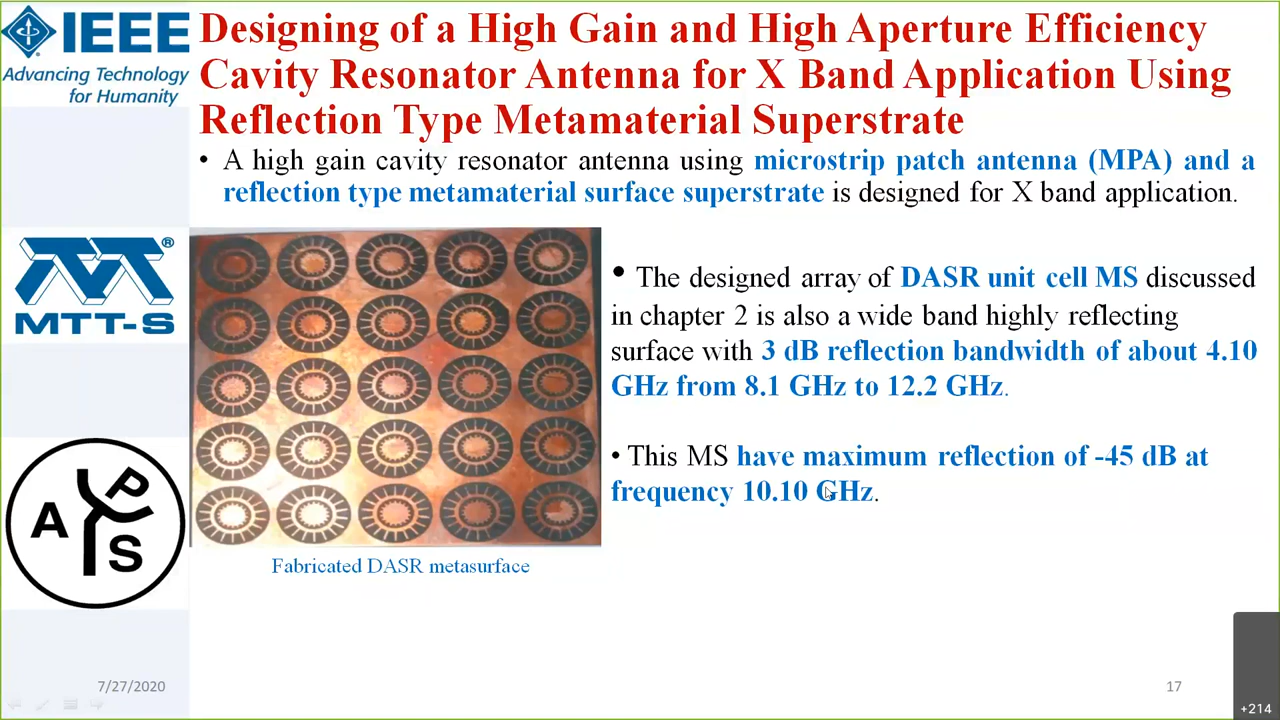 IEEE
Advancing Technology
for Humanity
Designing of a High Gain and High Aperture Efficiency
Cavity Resonator Antenna for X Band Application Using
Reflection Type Metamaterial Superstrate
• A high gain cavity resonator antenna using microstrip patch antenna (MPA) and a
reflection type metamaterial surface superstrate is designed for X band application.
MTT-S
®
• The designed array of DASR unit cell MS discussed
in chapter 2 is also a wide band highly reflecting
surface with 3 dB reflection bandwidth of about 4.10
GHz from 8.1 GHz to 12.2 GHz.
• This MS have maximum reflection of -45 dB at
frequency 10.10 GHz.
A P S
Fabricated DASR metasurface
7/27/2020
17
+214